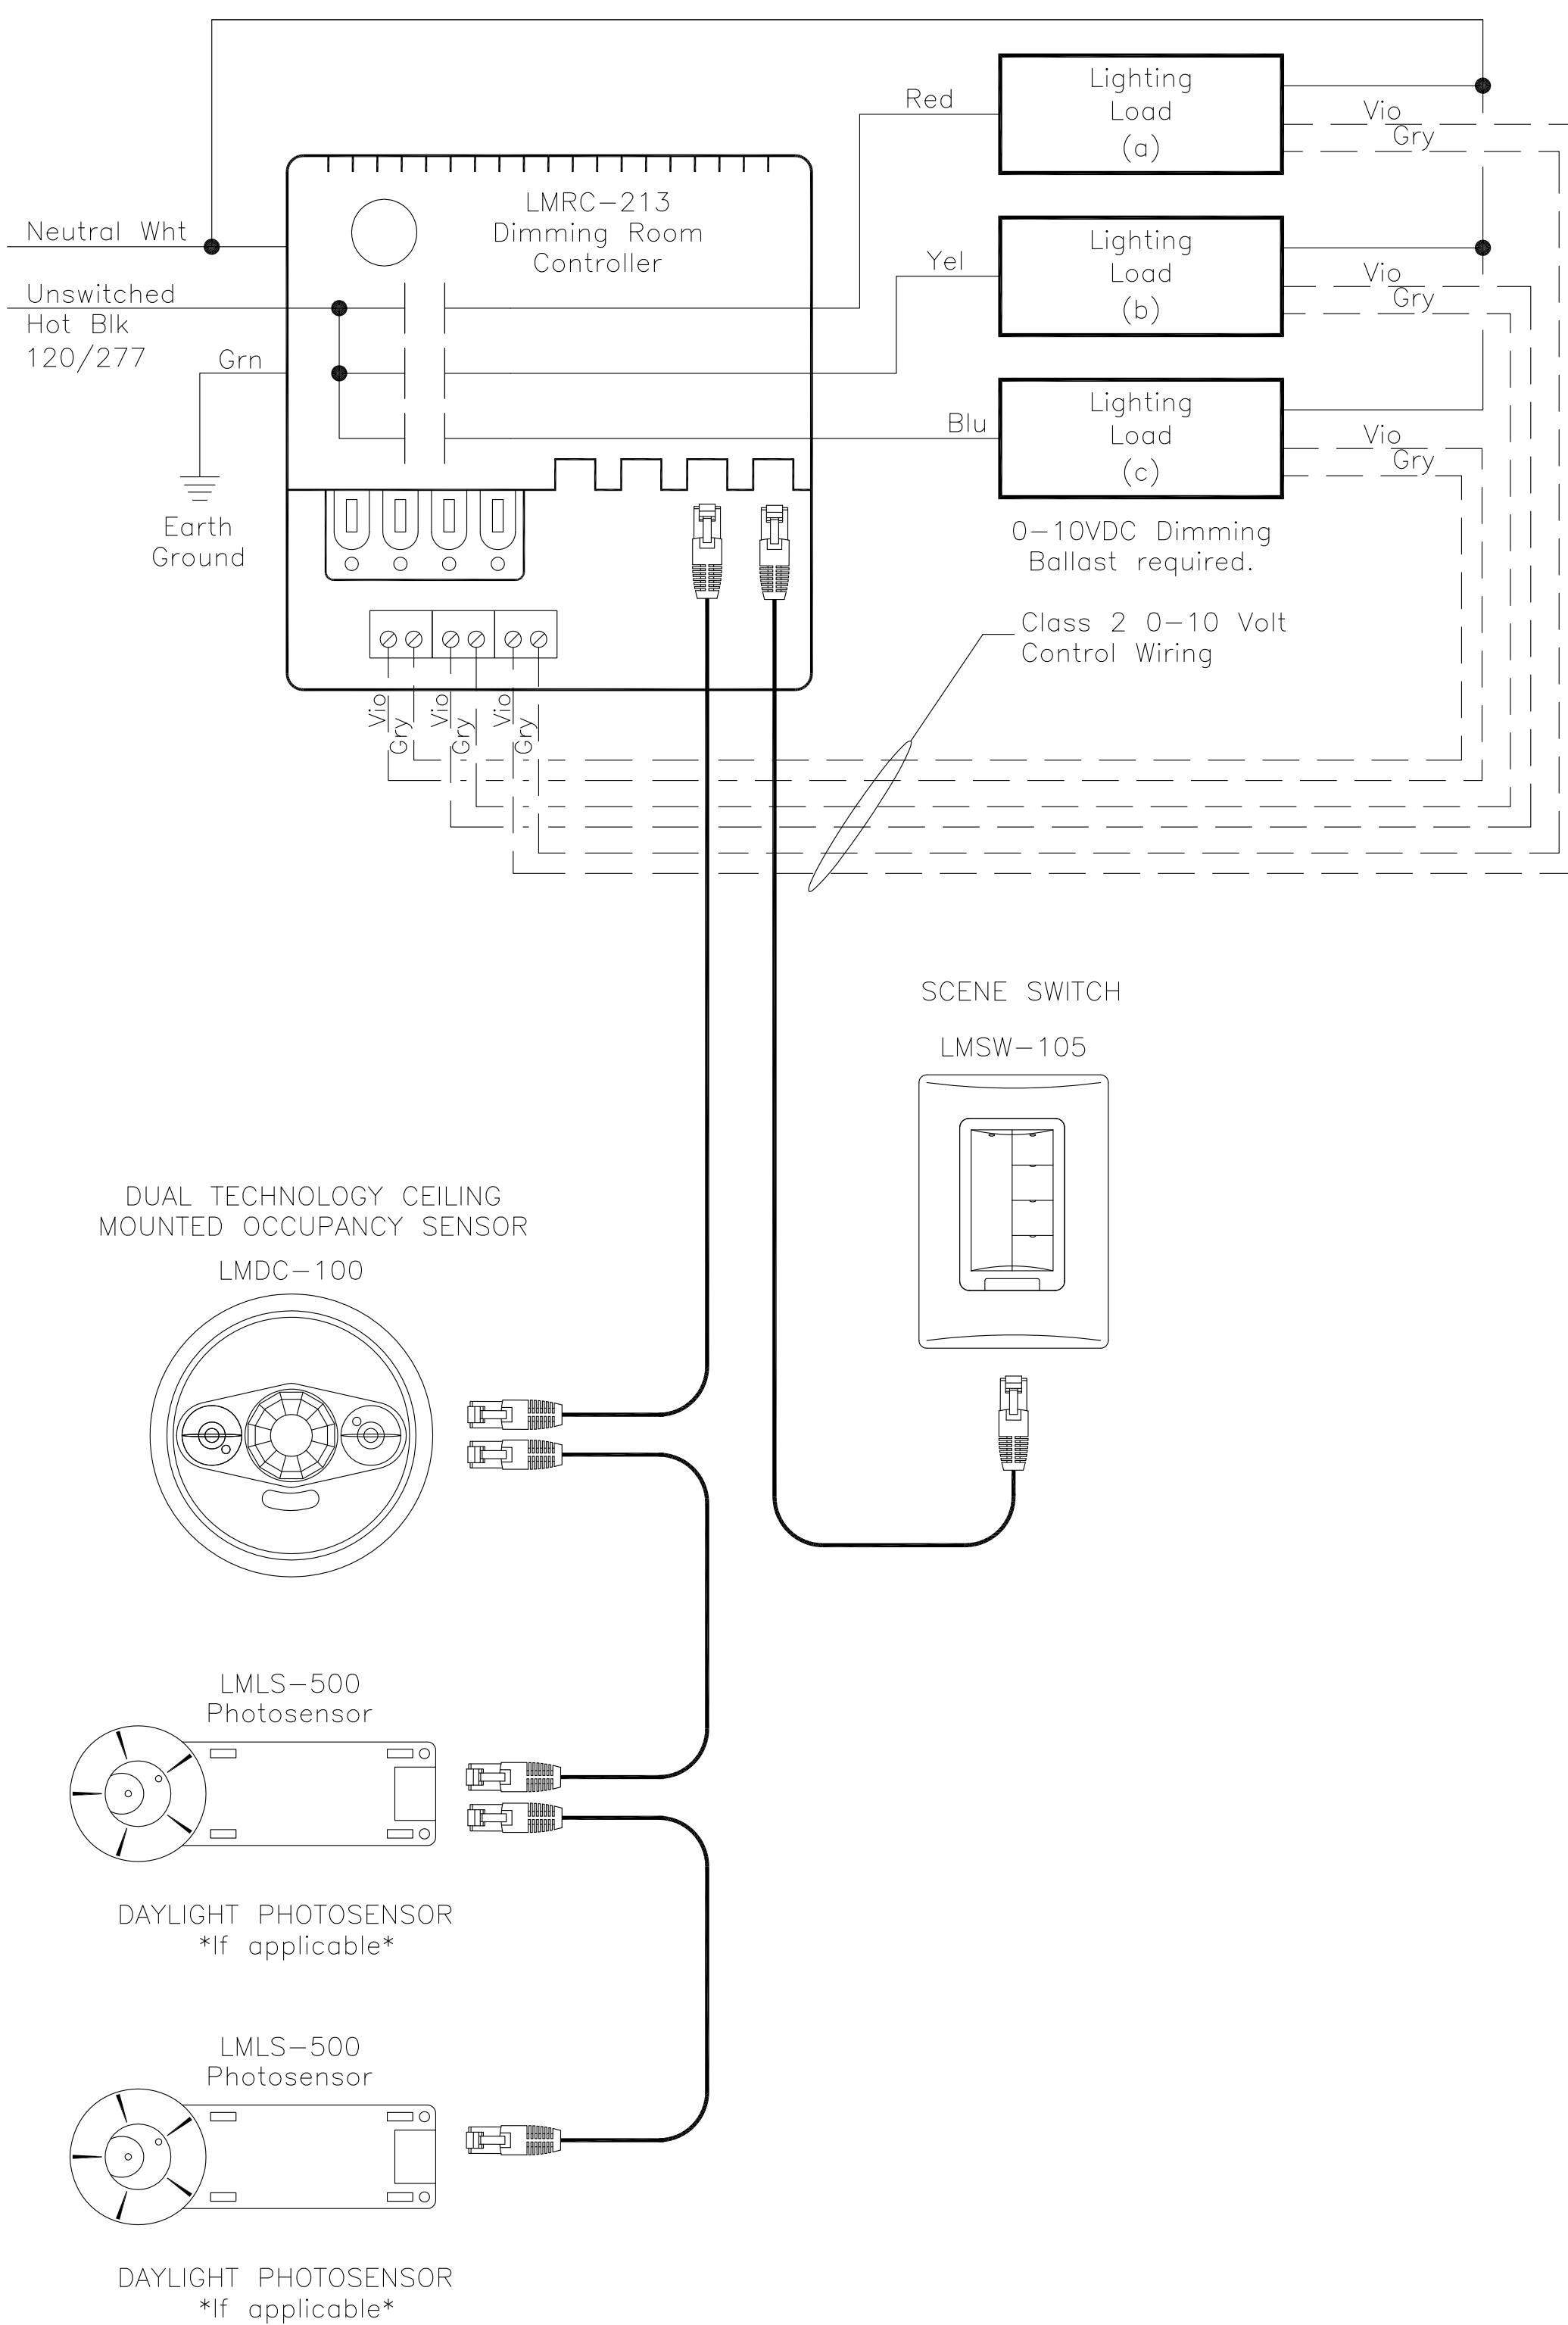 Red
Lighting
Load
(a)
Vio
Gry
LMRC-213
Dimming Room
Controller
Neutral Wht
Unswitched
Hot Blk
120/277
Grn
Earth
Ground
Yel
Lighting
Load
(b)
Vio
Gry
Blu
Lighting
Load
(c)
Vio
Gry
0-10VDC Dimming
Ballast required.
Class 2 0-10 Volt
Control Wiring
Vio
Gry
Vio
Gry
Vio
Gry
SCENE SWITCH
LMSW-105
DUAL TECHNOLOGY CEILING
MOUNTED OCCUPANCY SENSOR
LMDC-100
LMLS-500
Photosensor
DAYLIGHT PHOTOSENSOR
*If applicable*
LMLS-500
Photosensor
DAYLIGHT PHOTOSENSOR
*If applicable*